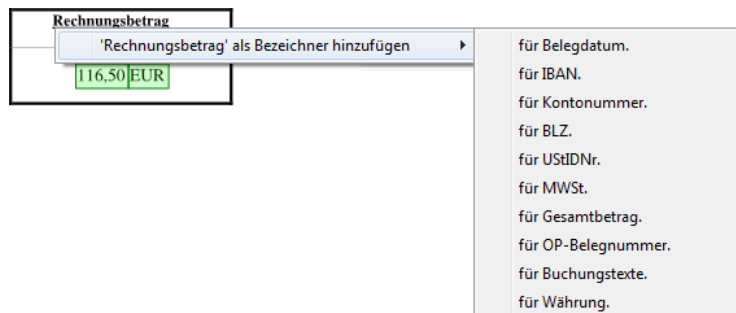 Rechnungsbetrag
'Rechnungsbetrag' als Bezeichner hinzufügen
116,50 EUR
für Belegdatum.
für IBAN.
für Kontonummer.
für BLZ.
für UStIDNr.
für MWSt.
für Gesamtbetrag.
für OP-Belegnummer.
für Buchungstexte.
für Währung.